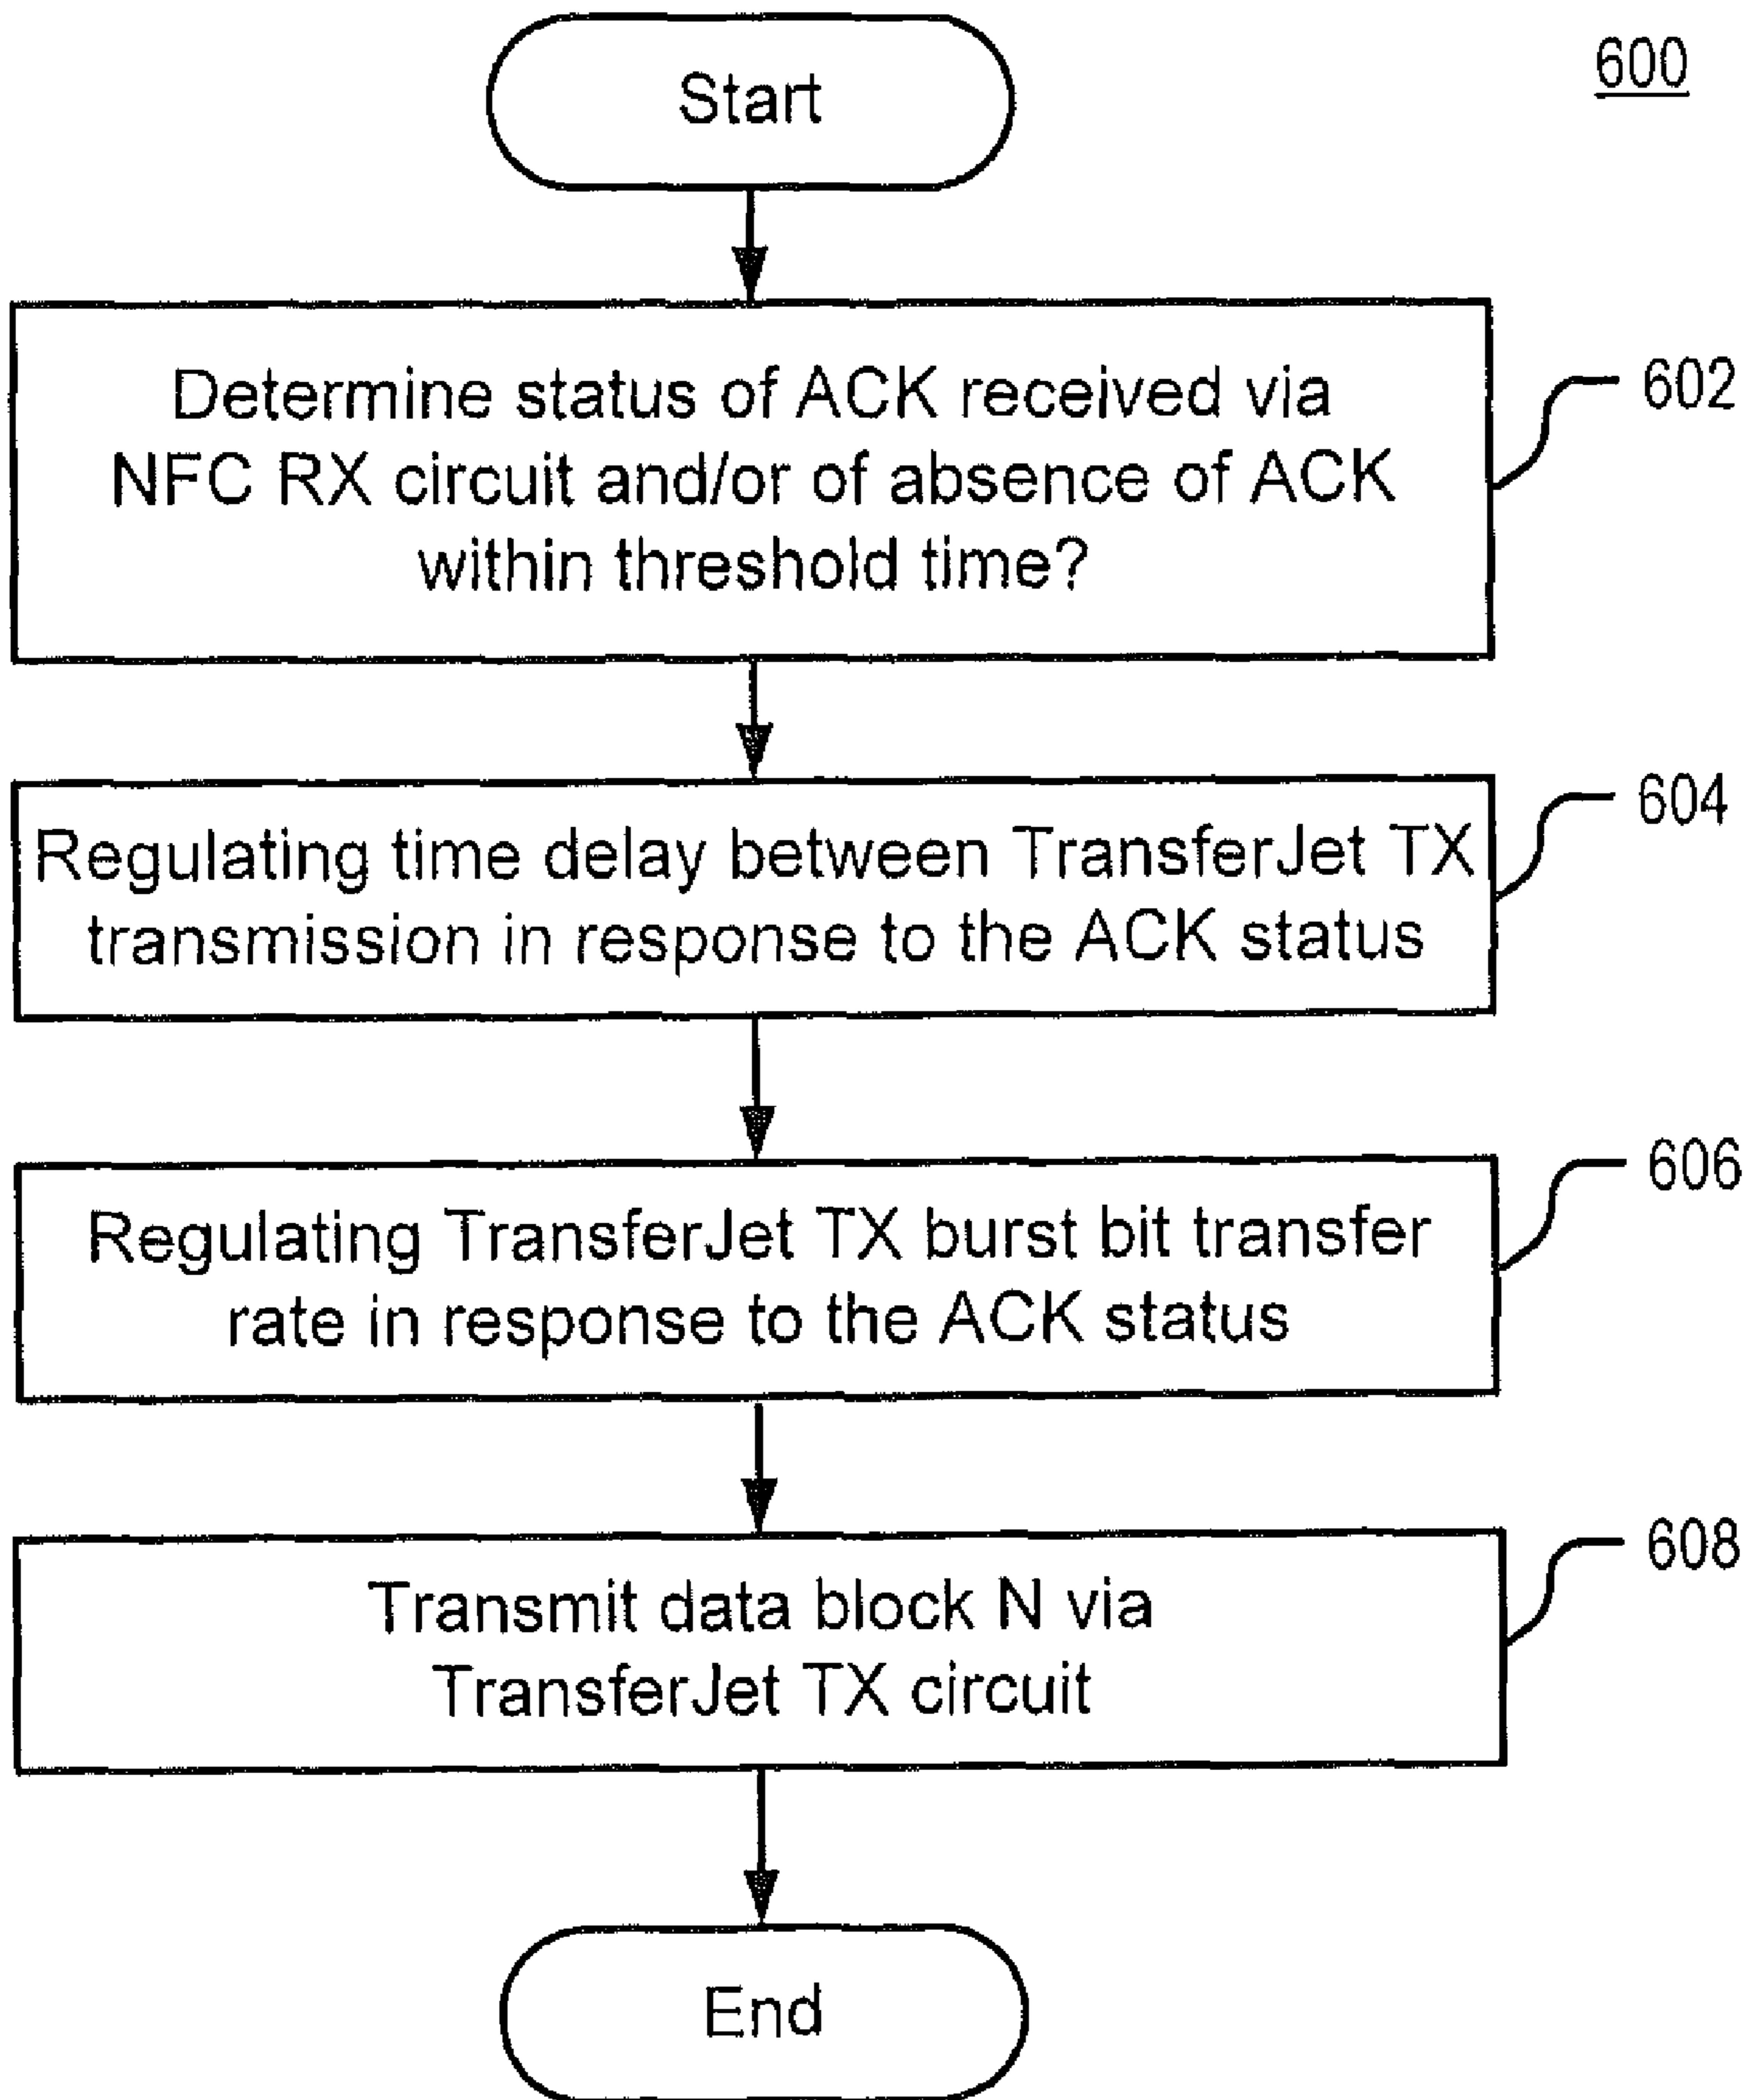 600
Start
Determine status of ACK received via
NFC RX circuit and/or of absence of ACK
within threshold time?
602
Regulating time delay between TransferJet TX
transmission in response to the ACK status
604
Regulating TransferJet TX burst bit transfer
rate in response to the ACK status
606
Transmit data block N via
TransferJet TX circuit
608
End